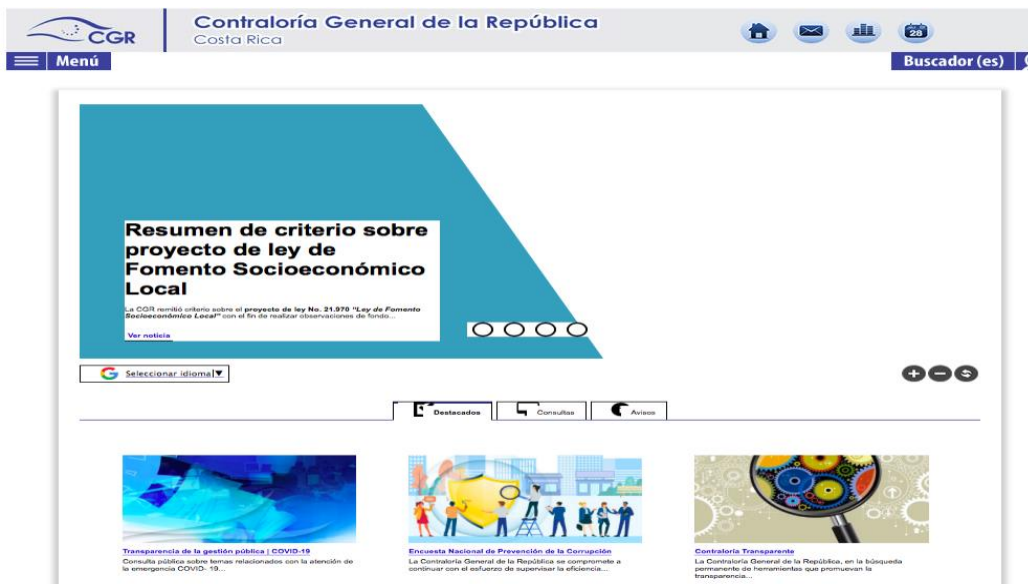 CGR
Contraloría General de la República
Costa Rica
28
Menú
Buscador (es)
Resumen de criterio sobre
proyecto de ley de
Fomento Socioeconómico
Local
La CGR remitió criterio sobre el proyecto de ley No. 21.970 "Ley de Fomento
Socioeconómico Local" con el fin de realizar observaciones de fondo...
Ver noticia
G Seleccionar idioma ▼
Destacados
Consultas
Avisos
Transparencia de la gestión pública | COVID-19
Consulta pública sobre temas relacionados con la atención de
la emergencia COVID- 19...
Encuesta Nacional de Prevención de la Corrupción
La Contraloría General de la República se compromete a
continuar con el esfuerzo de supervisar la eficiencia...
Contraloría Transparente
La Contraloría General de la República, en la búsqueda
permanente de herramientas que promuevan la
transparencia...